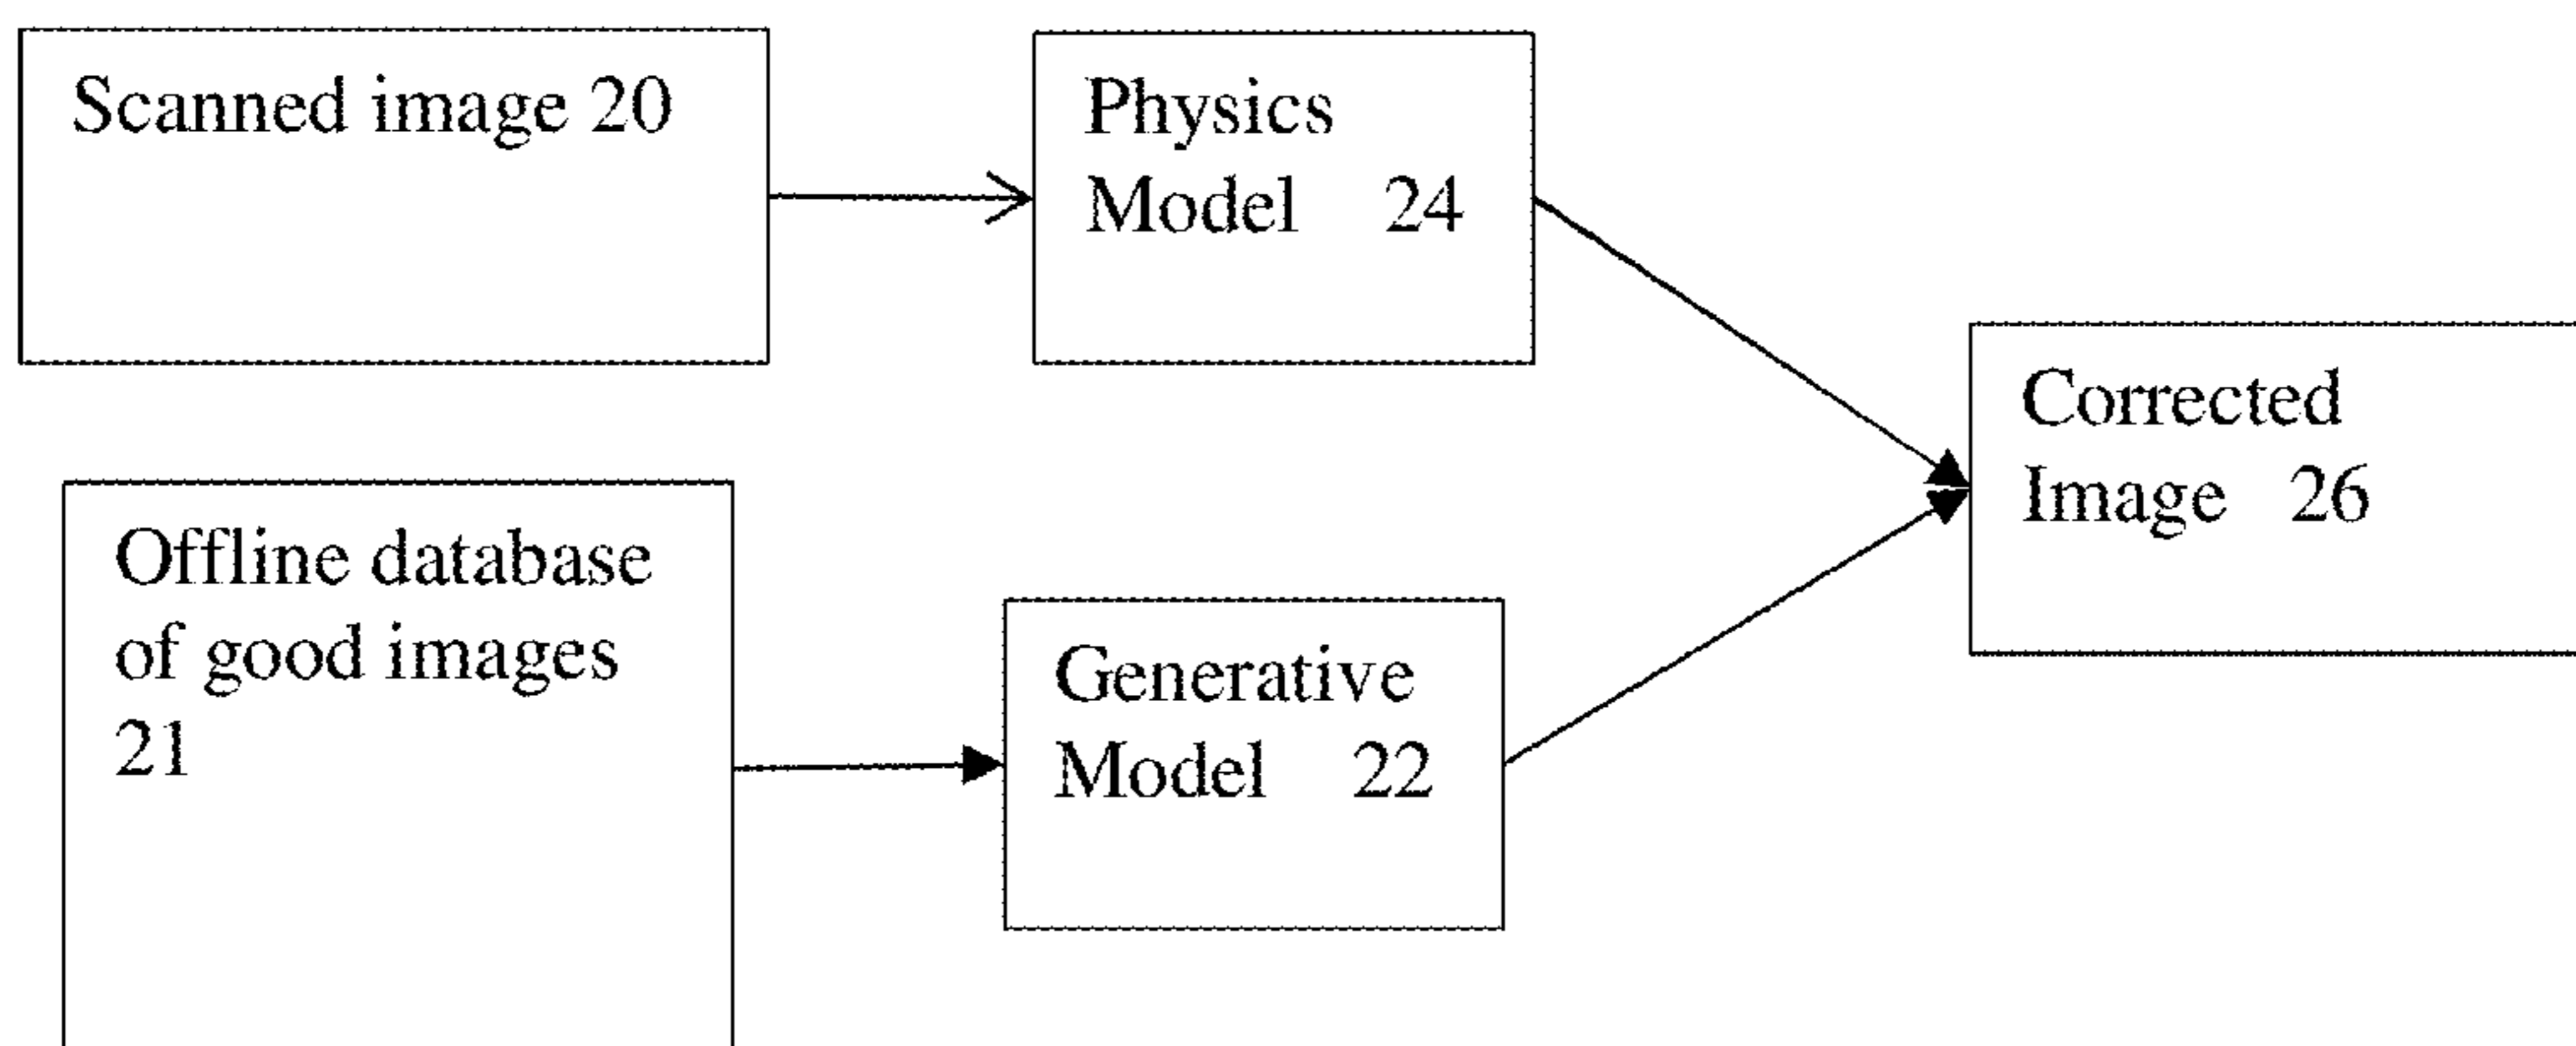 Scanned image 20
Physics
Model 24
Corrected
Image 26
Offline database
of good images
21
Generative
Model 22